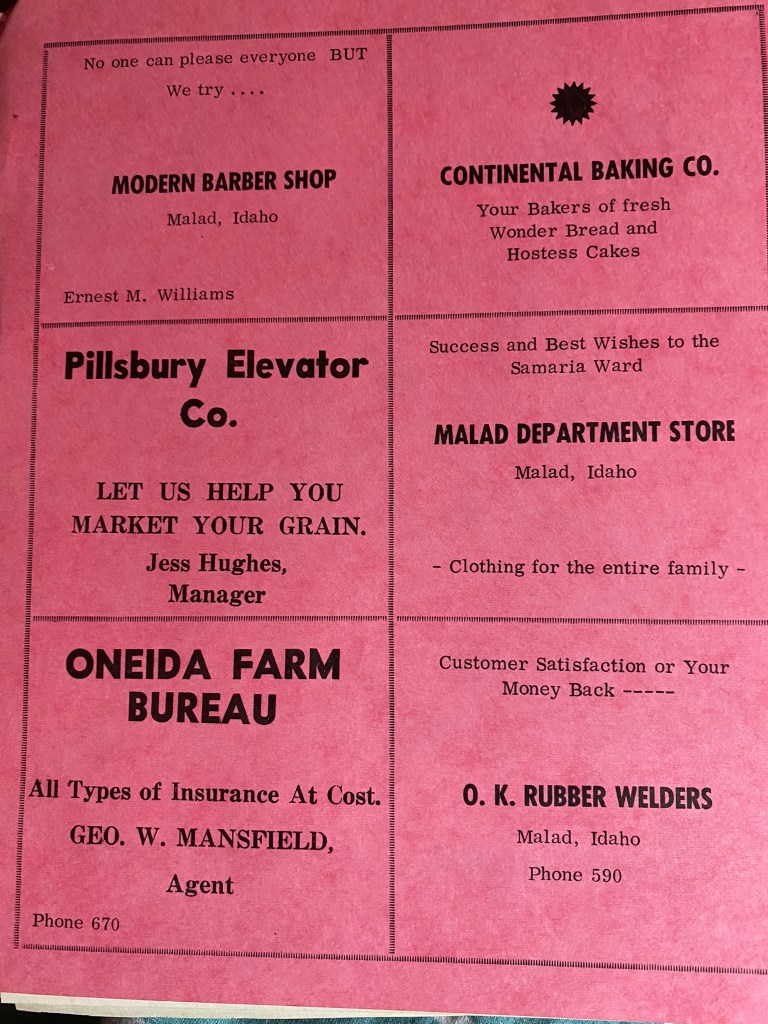 No one can please everyone BUT
We try ....
MODERN BARBER SHOP
Malad, Idaho
Ernest M. Williams
CONTINENTAL BAKING CO.
Your Bakers of fresh
Wonder Bread and
Hostess Cakes
Pillsbury Elevator
Co.
LET US HELP YOU
MARKET YOUR GRAIN.
Jess Hughes,
Manager
Success and Best Wishes to the
Samaria Ward
MALAD DEPARTMENT STORE
Malad, Idaho
- Clothing for the entire family -
ONEIDA FARM
BUREAU
All Types of Insurance At Cost.
GEO. W. MANSFIELD,
Agent
Phone 670
Customer Satisfaction or Your
Money Back -----
O. K. RUBBER WELDERS
Malad, Idaho
Phone 590